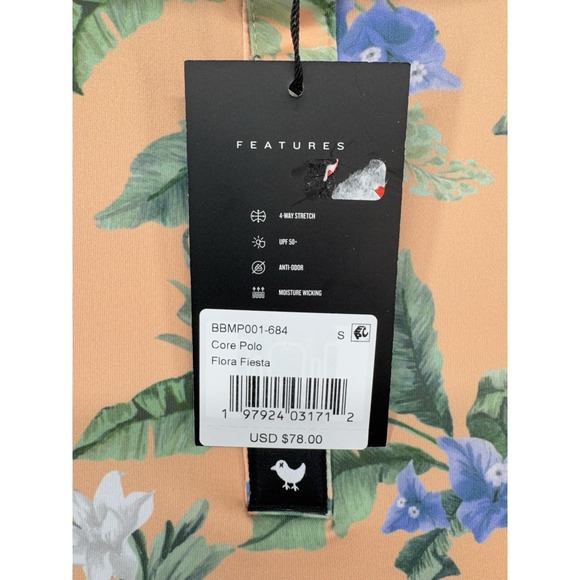 FEATURES
4-WAY STRETCH
UPF 50+
ANTI-ODOR
MOISTURE WICKING
BBMP001-684 S
Core Polo
Flora Fiesta
1 97924 03171 2
USD $78.00